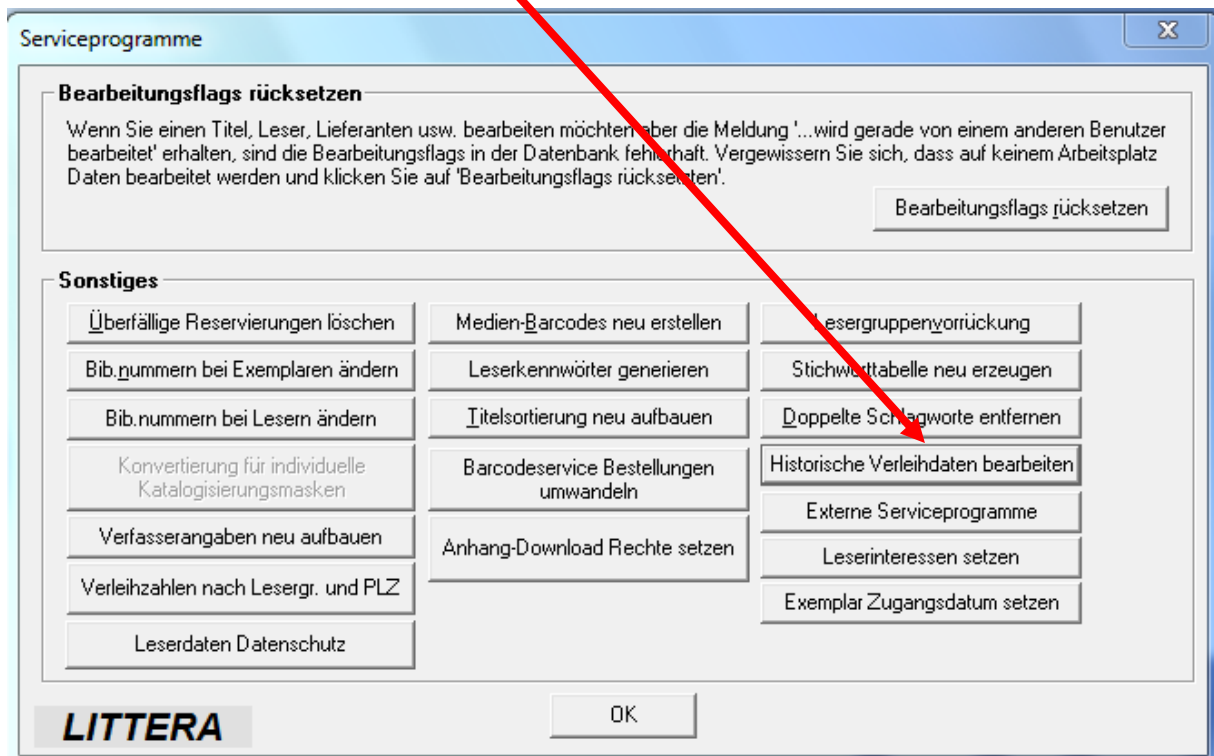 Serviceprogramme
Bearbeitungsflags rücksetzen
Wenn Sie einen Titel, Leser, Lieferanten usw. bearbeiten möchten aber die Meldung '...wird gerade von einem anderen Benutzer
bearbeitet' erhalten, sind die Bearbeitungsflags in der Datenbank fehlerhaft. Vergewissern Sie sich, dass auf keinem Arbeitsplatz
Daten bearbeitet werden und klicken Sie auf 'Bearbeitungsflags rücksetzten'.
Bearbeitungsflags rücksetzen
Sonstiges
Überfällige Reservierungen löschen
Bib.nummern bei Exemplaren ändern
Bib.nummern bei Lesern ändern
Konvertierung für individuelle
Katalogisierungsmasken
Verfasserangaben neu aufbauen
Verleihzahlen nach Lesergr. und PLZ
Leserdaten Datenschutz
Medien-Barcodes neu erstellen
Leserkennwörter generieren
Titelsortierung neu aufbauen
Barcodeservice Bestellungen
umwandeln
Anhang-Download Rechte setzen
Lesergruppenvorrückung
Stichworttabelle neu erzeugen
Doppelte Schlagworte entfernen
Historische Verleihdaten bearbeiten
Externe Serviceprogramme
Leserinteressen setzen
Exemplar Zugangsdatum setzen
LITTERA
OK